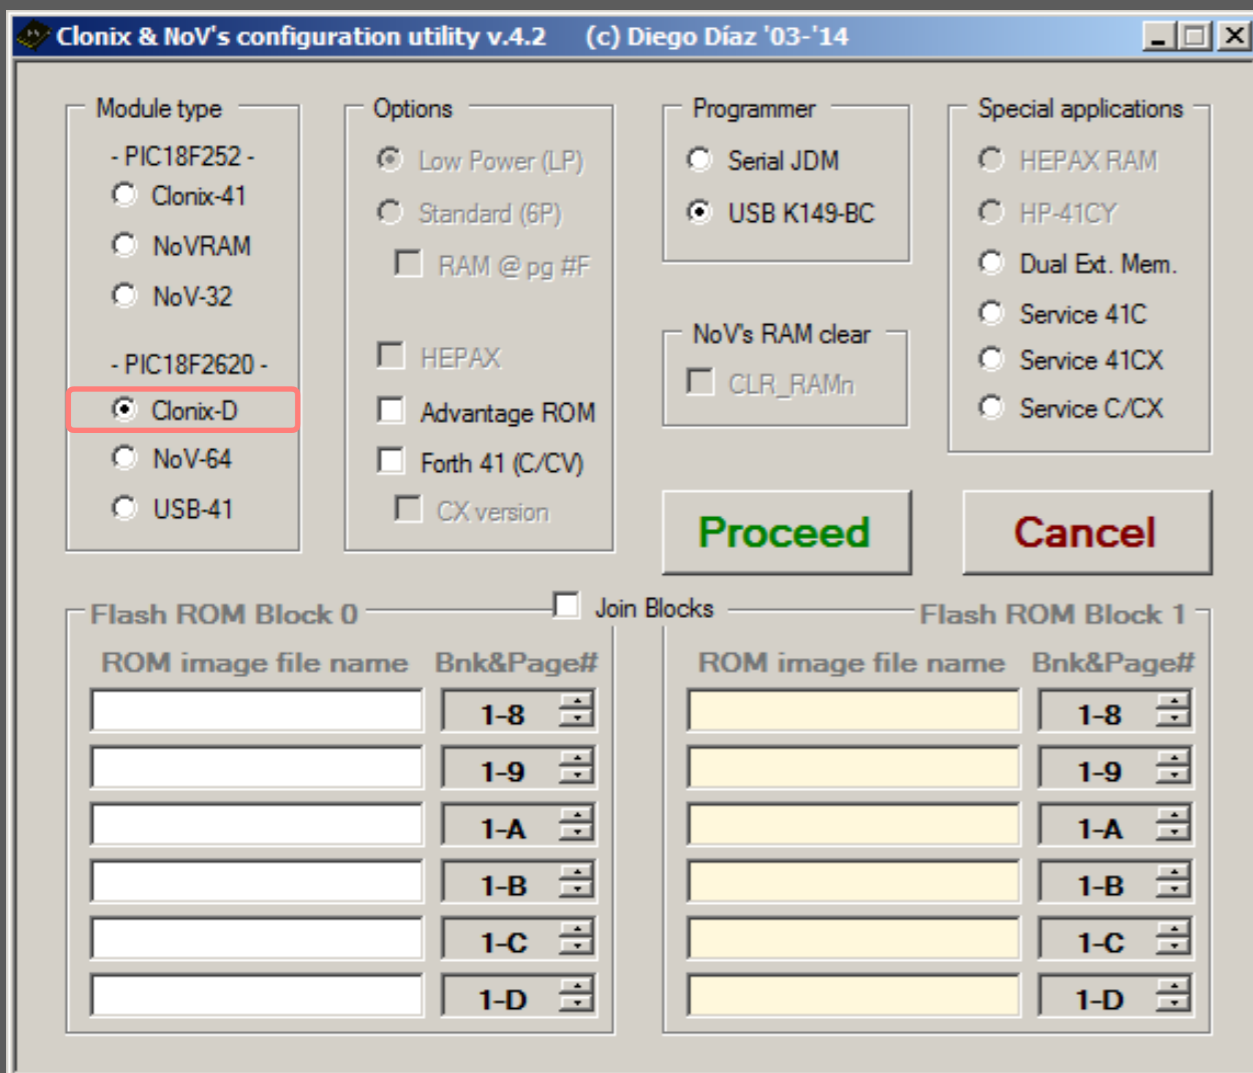 Clonix & NoV's configuration utility v.4.2 (c) Diego Díaz '03-'14
Module type
- PIC18F252 -
Clonix-41
NoVRAM
NoV-32
- PIC18F2620 -
Clonix-D
NoV-64
USB-41
Options
Low Power (LP)
Standard (6P)
RAM @ pg #F
HEPAX
Advantage ROM
Forth 41 (C/CV)
CX version
Programmer
Serial JDM
USB K149-BC
NoV's RAM clear
CLR_RAMn
Special applications
HEPAX RAM
HP-41CY
Dual Ext. Mem.
Service 41C
Service 41CX
Service C/CX
Proceed
Cancel
Flash ROM Block 0
Join Blocks
Flash ROM Block 1
ROM image file name Bnk&Page#
1-8
1-9
1-A
1-B
1-C
1-D
ROM image file name Bnk&Page#
1-8
1-9
1-A
1-B
1-C
1-D